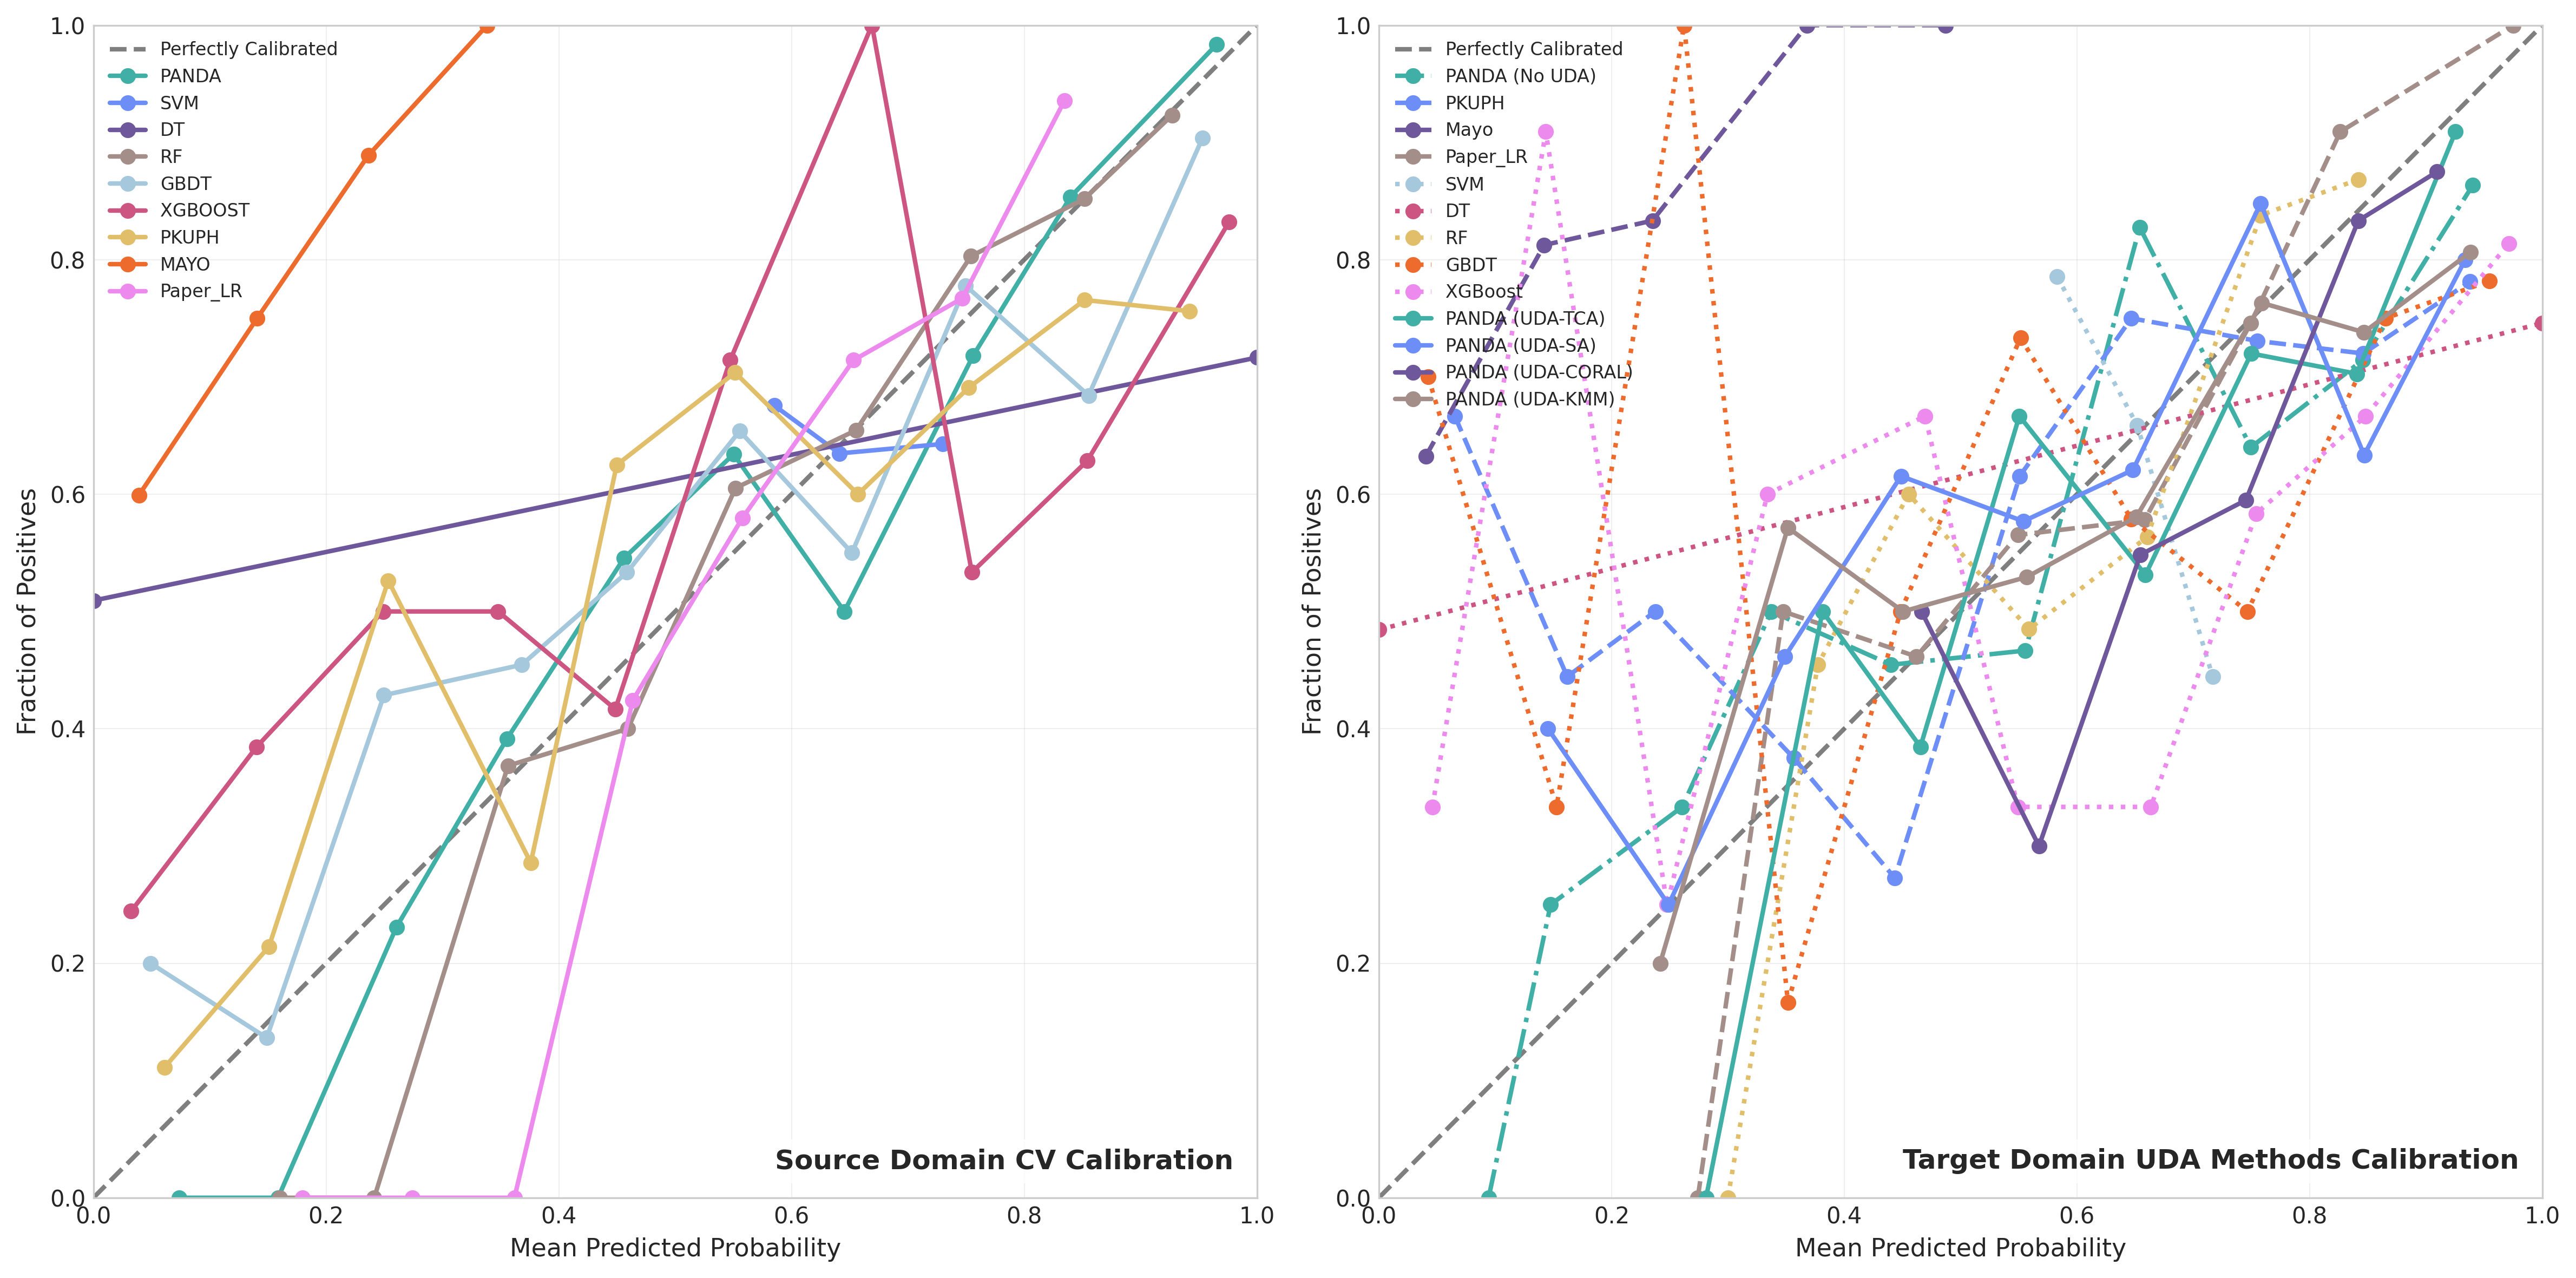 1.0
0.8
0.6
0.4
0.2
0.0
0.0 0.2 0.4 0.6 0.8 1.0
Fraction of Positives
Mean Predicted Probability
Perfectly Calibrated
PANDA
SVM
DT
RF
GBDT
XGBOOST
PKUPH
MAYO
Paper_LR
Source Domain CV Calibration
1.0
0.8
0.6
0.4
0.2
0.0
0.0 0.2 0.4 0.6 0.8 1.0
Fraction of Positives
Mean Predicted Probability
Perfectly Calibrated
PANDA (No UDA)
PKUPH
Mayo
Paper_LR
SVM
DT
RF
GBDT
XGBoost
PANDA (UDA-TCA)
PANDA (UDA-SA)
PANDA (UDA-CORAL)
PANDA (UDA-KMM)
Target Domain UDA Methods Calibration